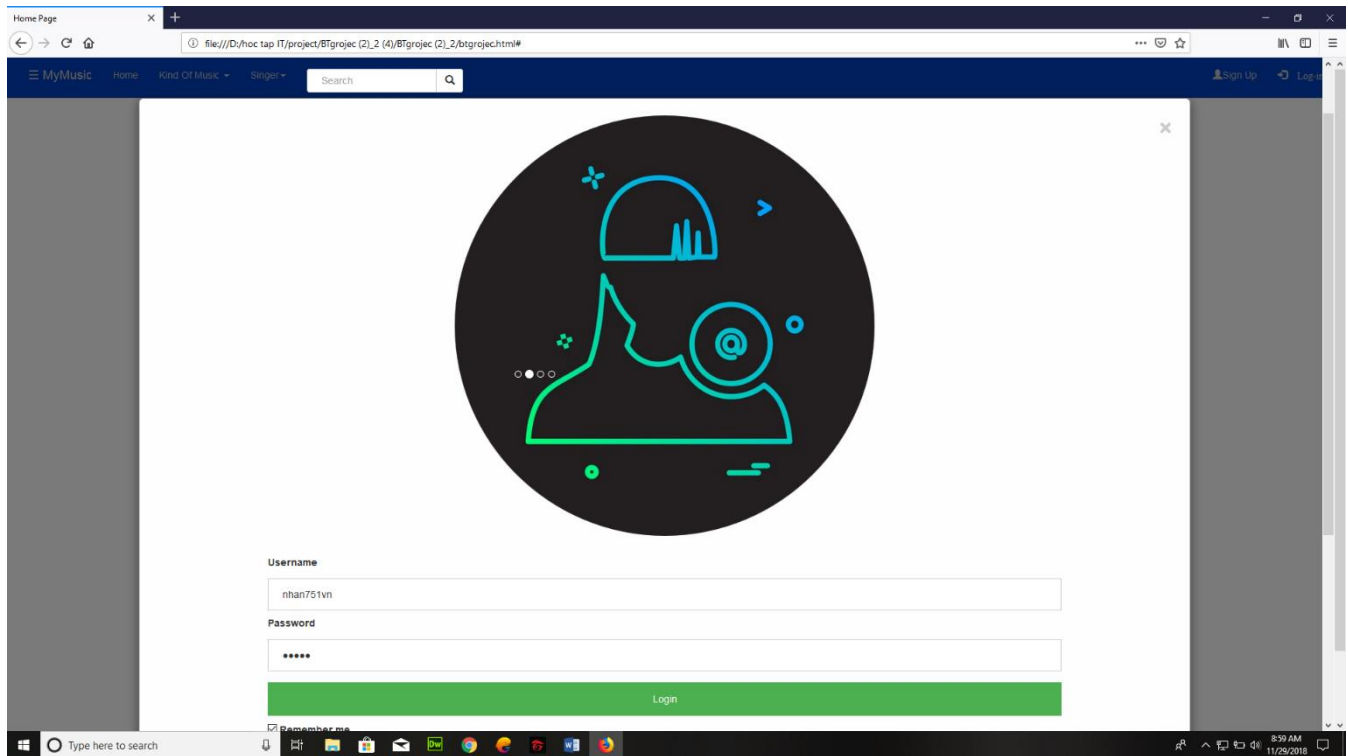 Home Page
file:///D:/hoc tap IT/project/BTgrojec (2)_2 (4)/BTgrojec (2)_2/btgrojec.html#
MyMusic Home Kind Of Music Singer Search Sign Up Log-in
@
Username
nhan751vn
Password
•••••
Login
Remember me
Type here to search
Dw
W
8:59 AM
11/29/2018